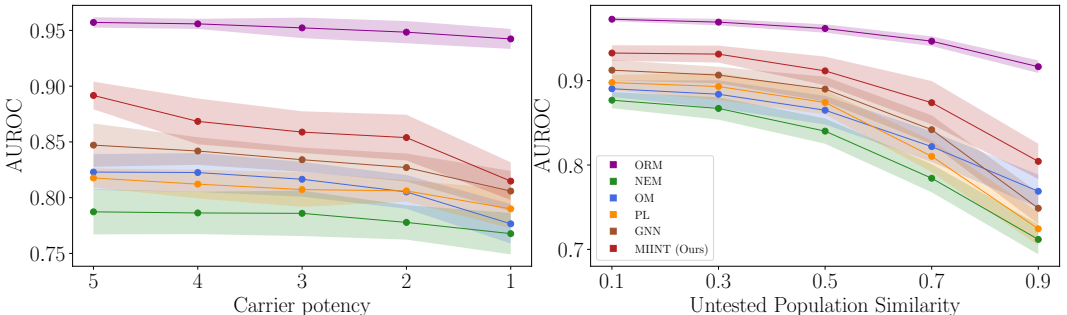 AUROC
0.95
0.90
0.85
0.80
0.75
5 4 3 2 1
Carrier potency
AUROC
0.9
0.8
0.7
ORM
NEM
OM
PL
GNN
MIINT (Ours)
0.1 0.3 0.5 0.7 0.9
Untested Population Similarity